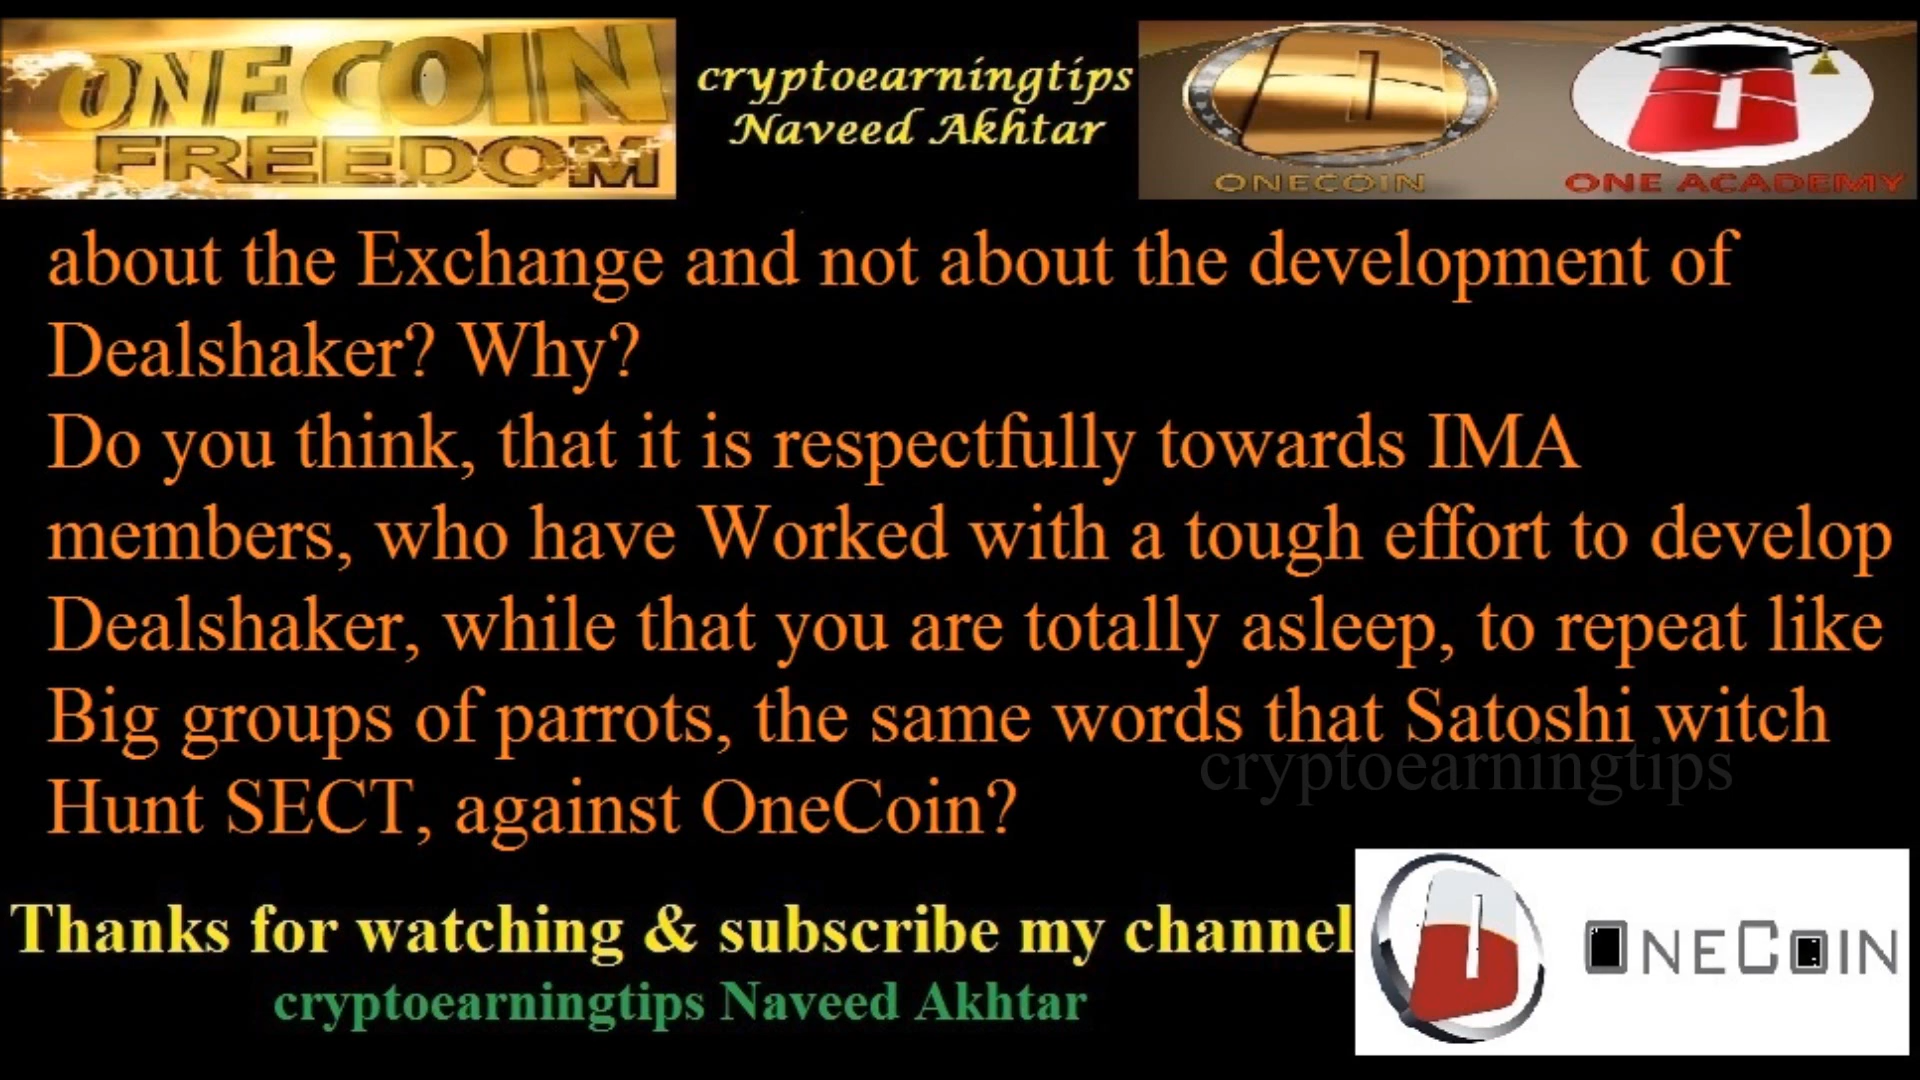 ONE COIN
FREEDOM
cryptoearningtips
Naveed Akhtar
ONECOIN
ONE ACADEMY
about the Exchange and not about the development of
Dealshaker? Why?
Do you think, that it is respectfully towards IMA
members, who have Worked with a tough effort to develop
Dealshaker, while that you are totally asleep, to repeat like
Big groups of parrots, the same words that Satoshi witch
Hunt SECT, against OneCoin?
cryptoearningtips
Thanks for watching & subscribe my channel
cryptoearningtips Naveed Akhtar
ONECOIN